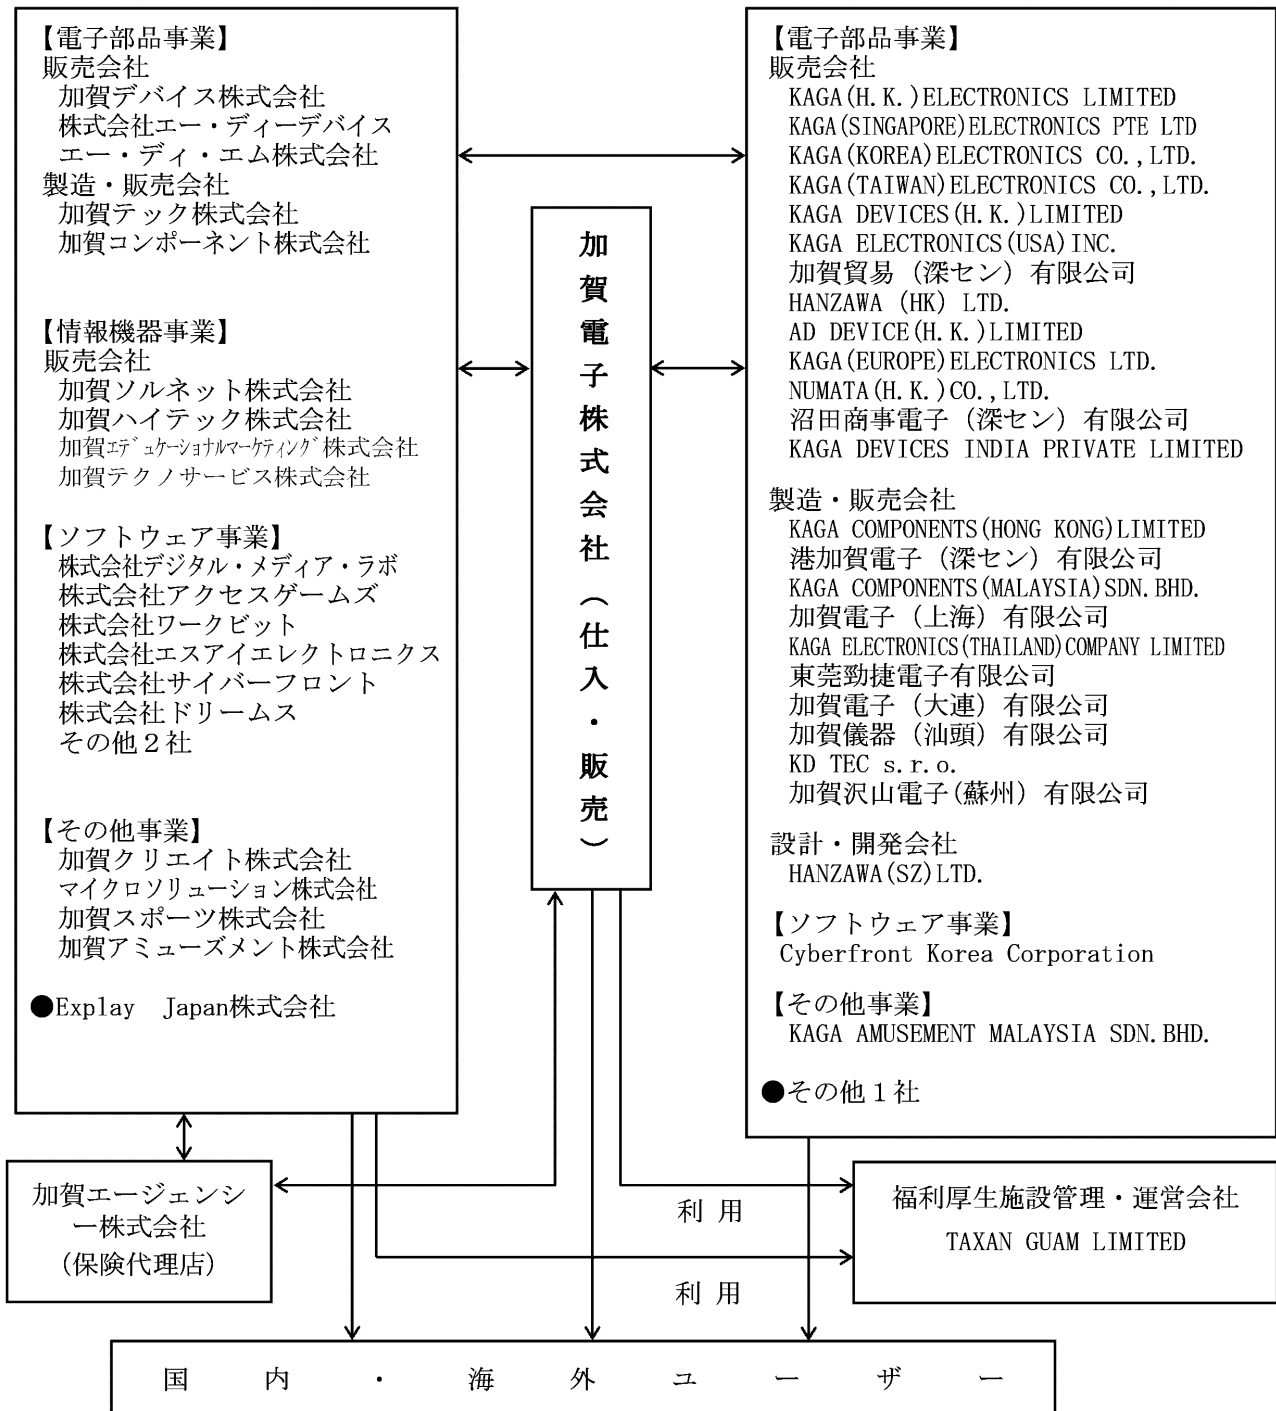 【電子部品事業】
販売会社
加賀デバイス株式会社
株式会社エー・ディーデバイス
エー・ディ・エム株式会社
製造・販売会社
加賀テック株式会社
加賀コンポーネント株式会社
【情報機器事業】
販売会社
加賀ソルネット株式会社
加賀ハイテック株式会社
加賀ｴﾃﾞｭｹｰｼｮﾅﾙﾏｰｹﾃｨﾝｸﾞ株式会社
加賀テクノサービス株式会社
【ソフトウェア事業】
株式会社デジタル・メディア・ラボ
株式会社アクセスゲームズ
株式会社ワークビット
株式会社エスアイエレクトロニクス
株式会社サイバーフロント
株式会社ドリームス
その他２社
【その他事業】
加賀クリエイト株式会社
マイクロソリューション株式会社
加賀スポーツ株式会社
加賀アミューズメント株式会社
●Explay　Japan株式会社
加賀電子株式会社（仕入・販売）
【電子部品事業】
販売会社
KAGA(H.K.)ELECTRONICS LIMITED
KAGA(SINGAPORE)ELECTRONICS PTE LTD
KAGA(KOREA)ELECTRONICS CO.,LTD.
KAGA(TAIWAN)ELECTRONICS CO.,LTD.
KAGA DEVICES(H.K.)LIMITED
KAGA ELECTRONICS(USA)INC.
加賀貿易（深セン）有限公司
HANZAWA (HK) LTD.
AD DEVICE(H.K.)LIMITED
KAGA(EUROPE)ELECTRONICS LTD.
NUMATA(H.K.)CO.,LTD.
沼田商事電子（深セン）有限公司
KAGA DEVICES INDIA PRIVATE LIMITED
製造・販売会社
KAGA COMPONENTS(HONG KONG)LIMITED
港加賀電子（深セン）有限公司
KAGA COMPONENTS(MALAYSIA)SDN.BHD.
加賀電子（上海）有限公司
KAGA ELECTRONICS(THAILAND)COMPANY LIMITED
東莞勁捷電子有限公司
加賀電子（大連）有限公司
加賀儀器（汕頭）有限公司
KD TEC s.r.o.
加賀沢山電子(蘇州）有限公司
設計・開発会社
HANZAWA(SZ)LTD.
【ソフトウェア事業】
Cyberfront Korea Corporation
【その他事業】
KAGA AMUSEMENT MALAYSIA SDN.BHD.
●その他１社
加賀エージェンシ
ー株式会社
（保険代理店）
利用
利用
福利厚生施設管理・運営会社
TAXAN GUAM LIMITED
国内・海外ユーザー